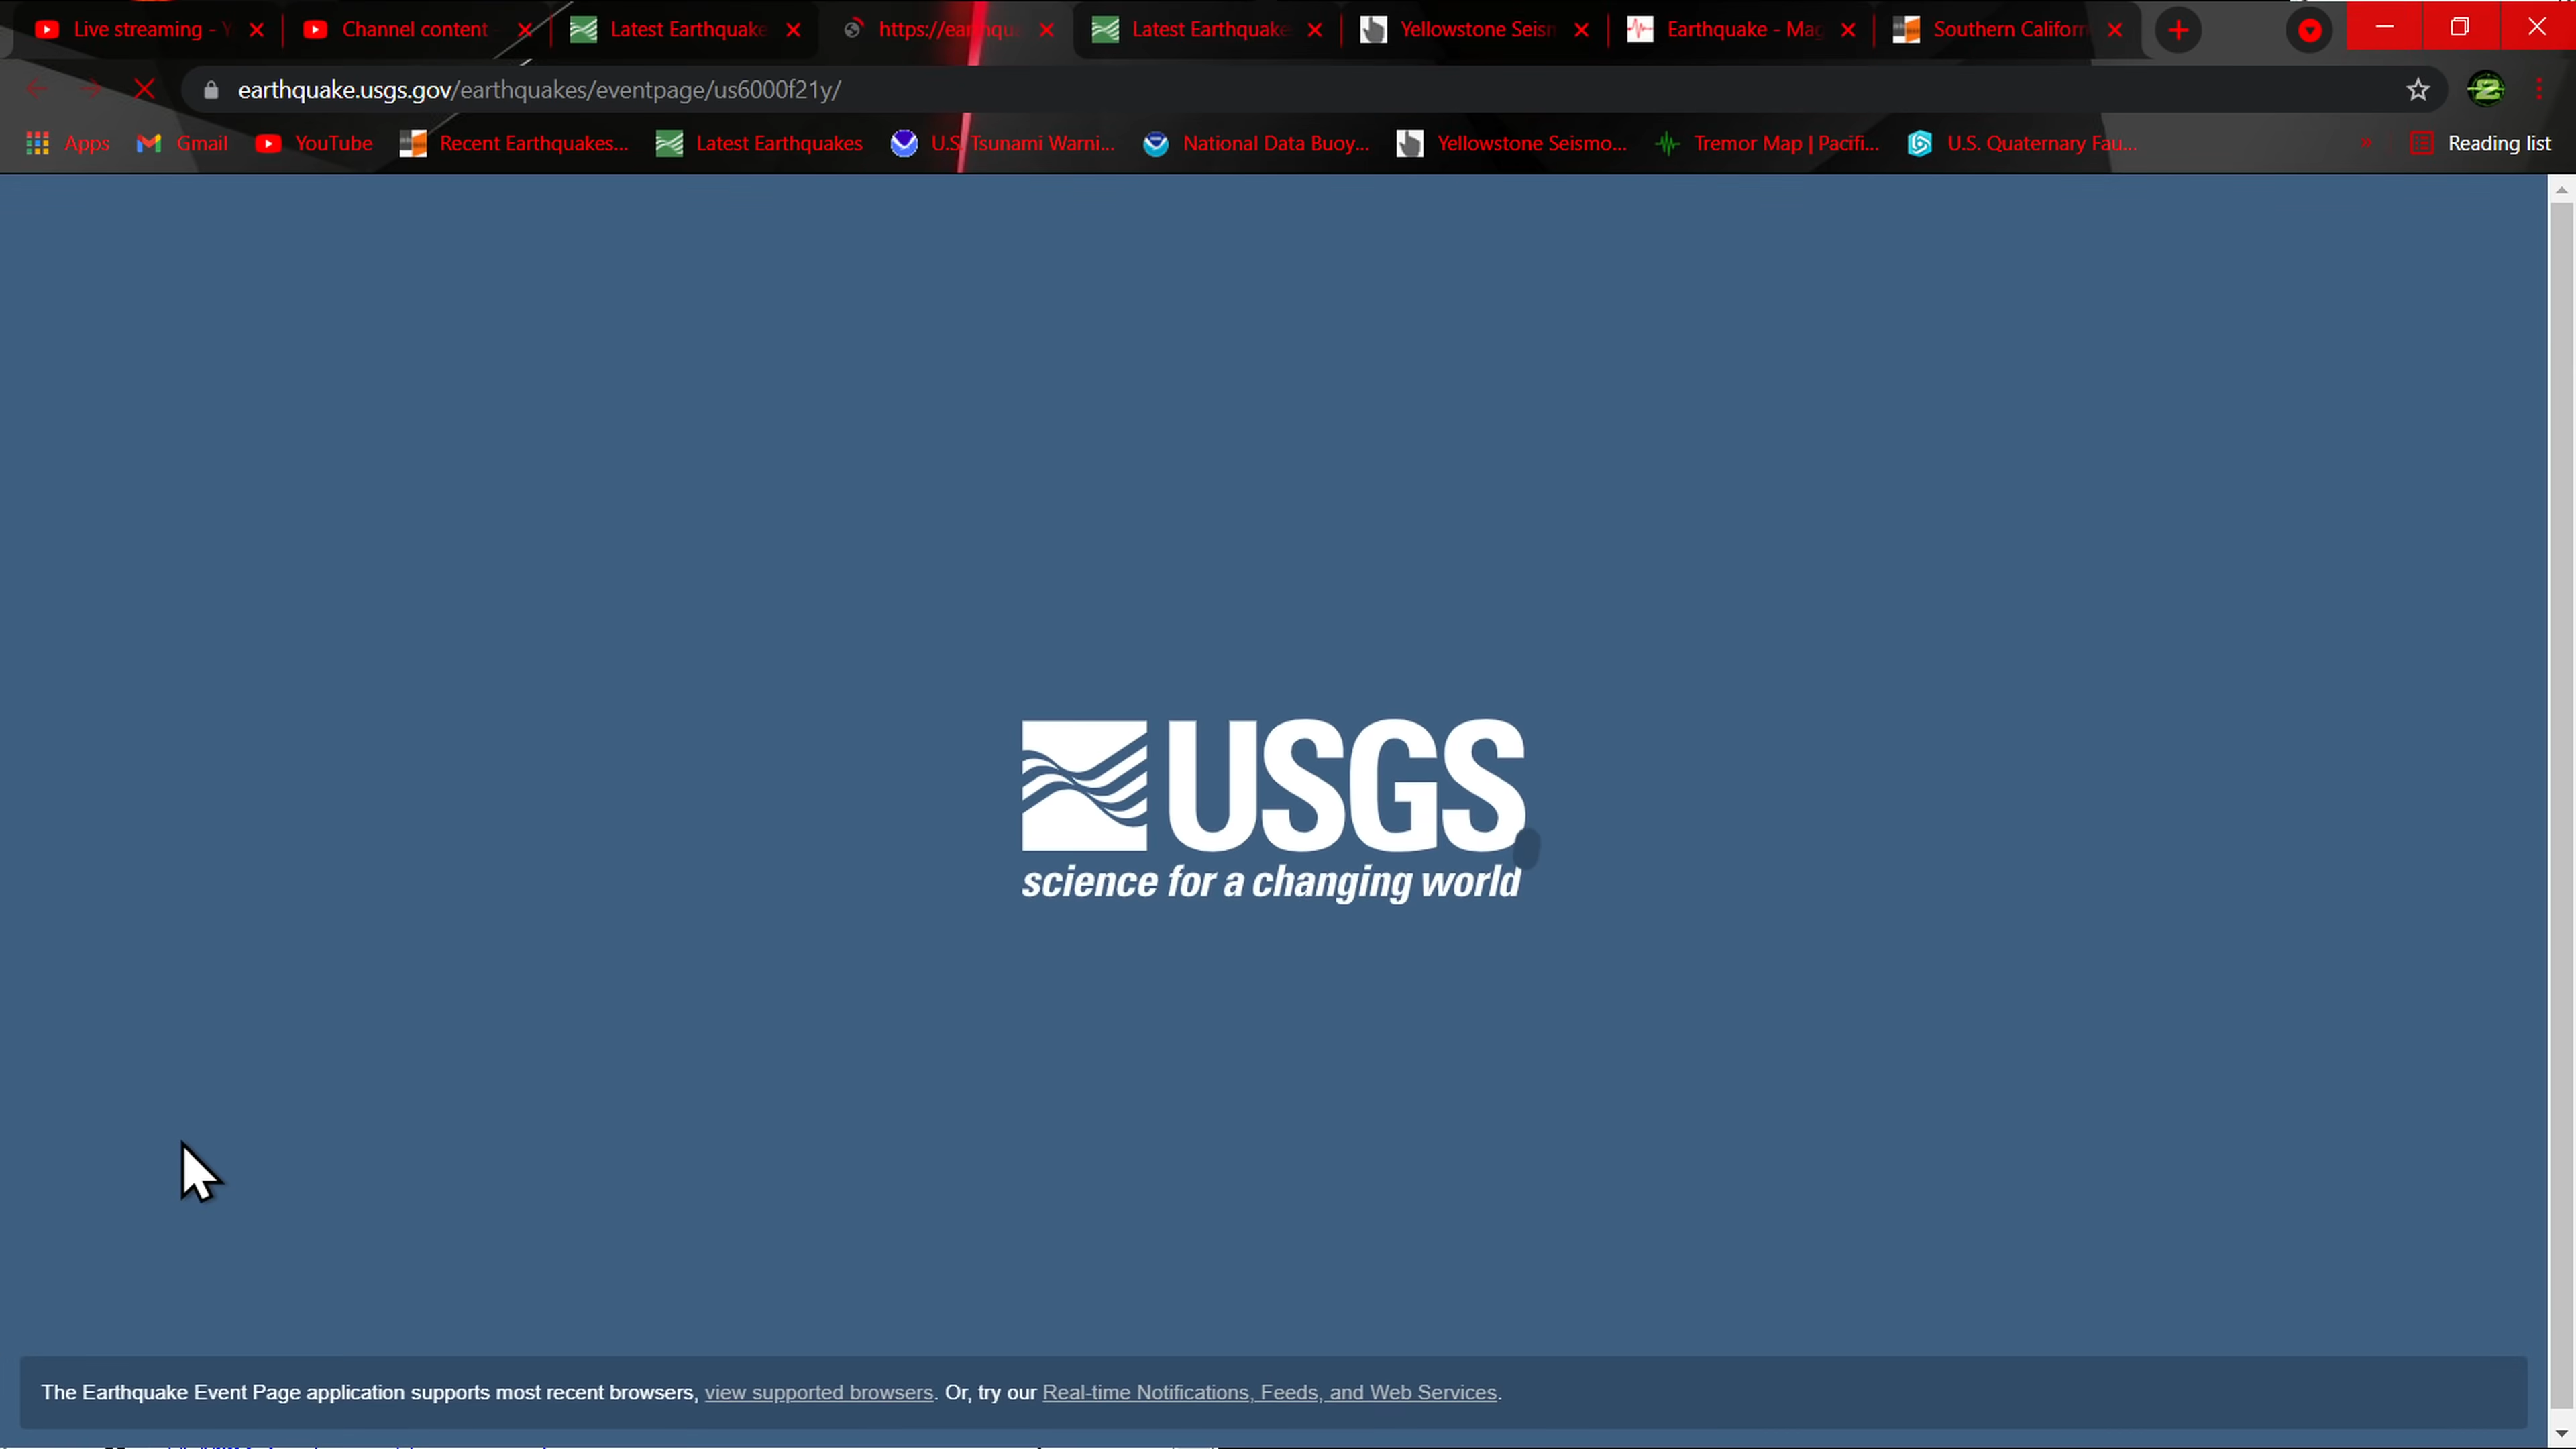 Live streaming - Y
Channel content -
Latest Earthquake
https://earthqu
Latest Earthquake
Yellowstone Seism
Earthquake - Mag
Southern Californ
earthquake.usgs.gov/earthquakes/eventpage/us6000f21y/
Apps
Gmail
YouTube
Recent Earthquakes...
Latest Earthquakes
U.S. Tsunami Warni...
National Data Buoy...
Yellowstone Seismo...
Tremor Map | Pacifi...
U.S. Quaternary Fau...
Reading list
USGS
science for a changing world
The Earthquake Event Page application supports most recent browsers, view supported browsers. Or, try our Real-time Notifications, Feeds, and Web Services.